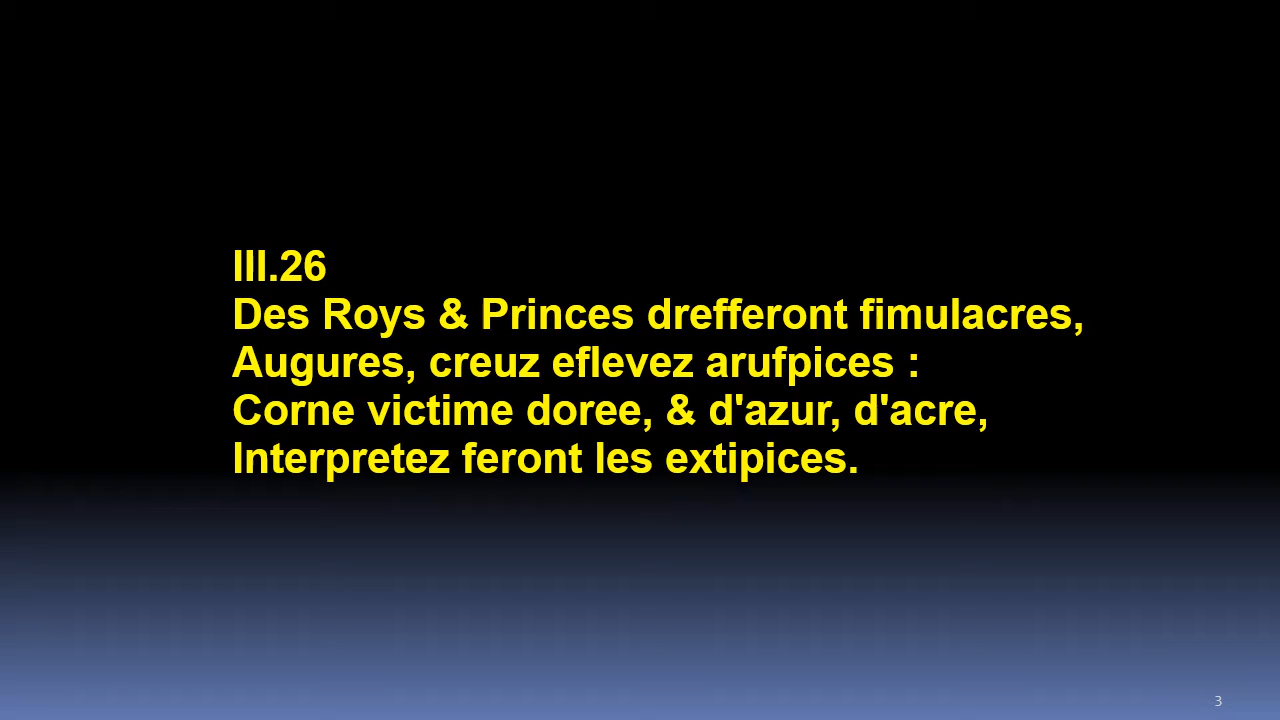 III.26
Des Roys & Princes drefferont fimulacres,
Augures, creuz eflevez arufpices :
Corne victime doree, & d'azur, d'acre,
Interpretez feront les extipices.
3